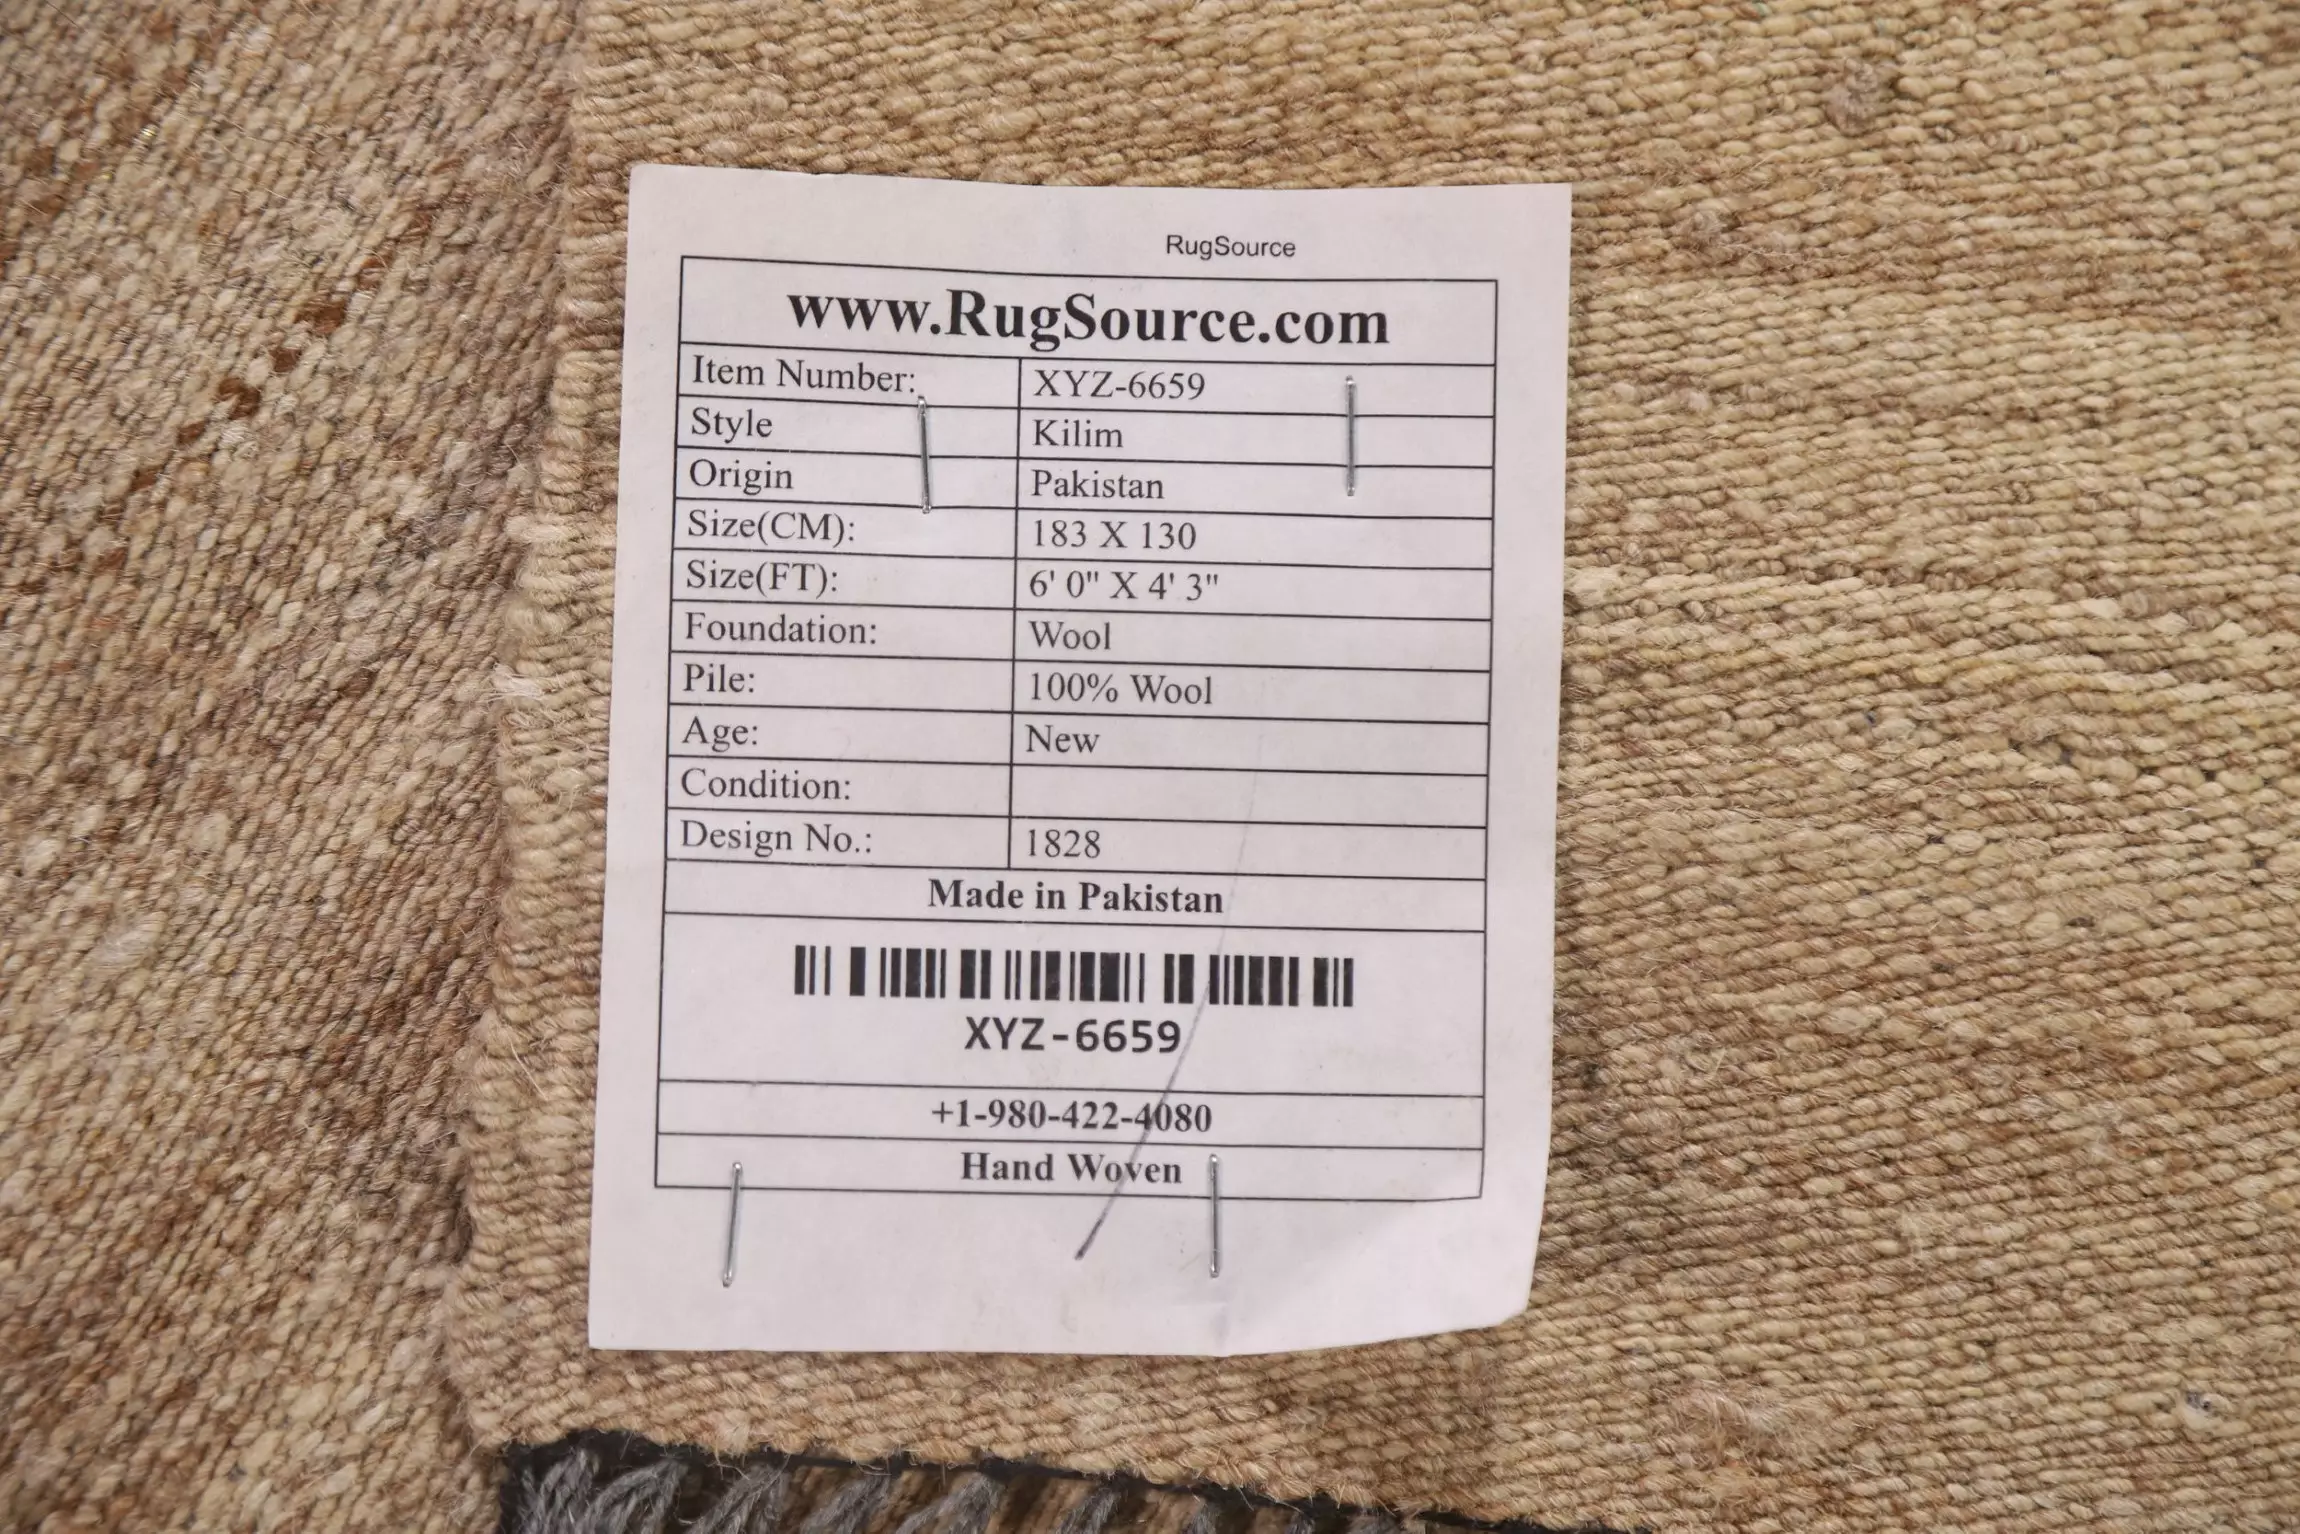 RugSource
www.RugSource.com
Item Number: XYZ-6659
Style Kilim
Origin Pakistan
Size(CM): 183 X 130
Size(FT): 6' 0" X 4' 3"
Foundation: Wool
Pile: 100% Wool
Age: New
Condition:
Design No.: 1828
Made in Pakistan
XYZ-6659
+1-980-422-4080
Hand Woven